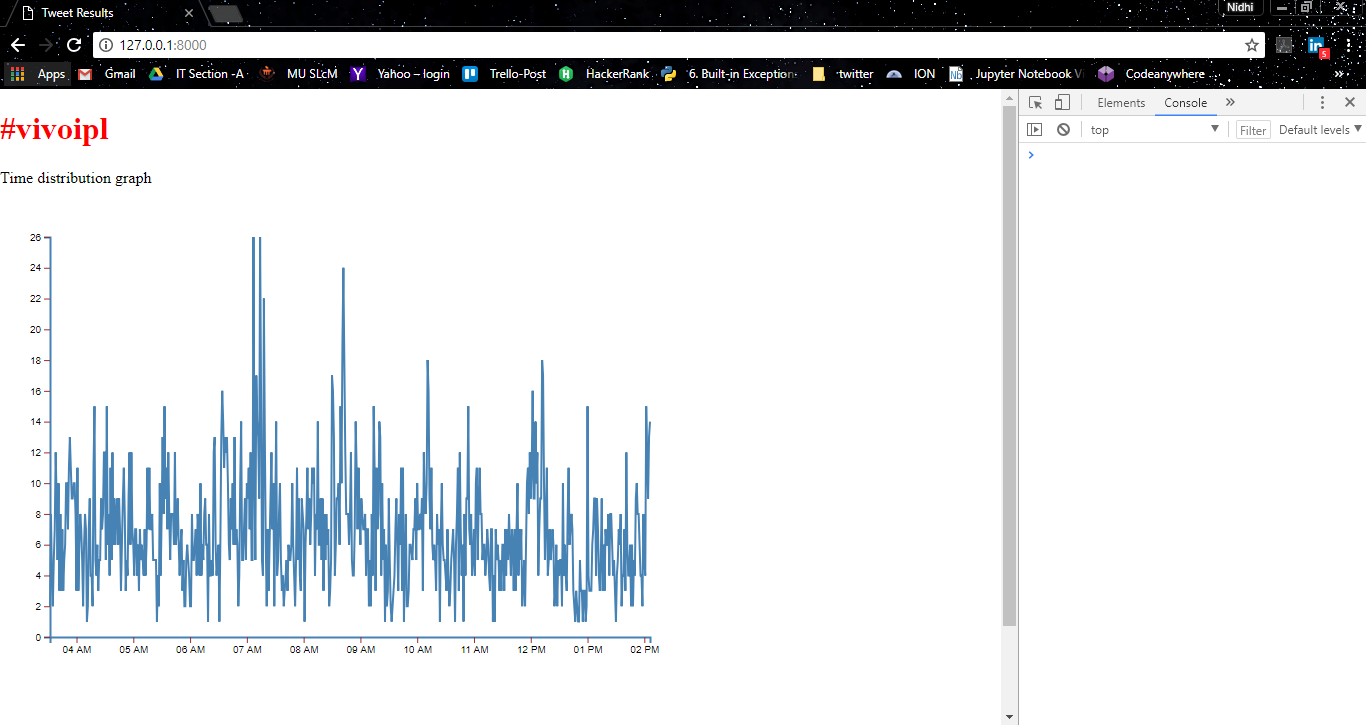 Tweet Results
Nidhi
127.0.0.1:8000
Apps Gmail IT Section -A MU SLcM Yahoo – login Trello-Post HackerRank 6. Built-in Exception twitter ION Jupyter Notebook Codeanywhere »
#vivoipl
Time distribution graph
26
24
22
20
18
16
14
12
10
8
6
4
2
0
04 AM 05 AM 06 AM 07 AM 08 AM 09 AM 10 AM 11 AM 12 PM 01 PM 02 PM
Elements Console »
top Filter Default levels